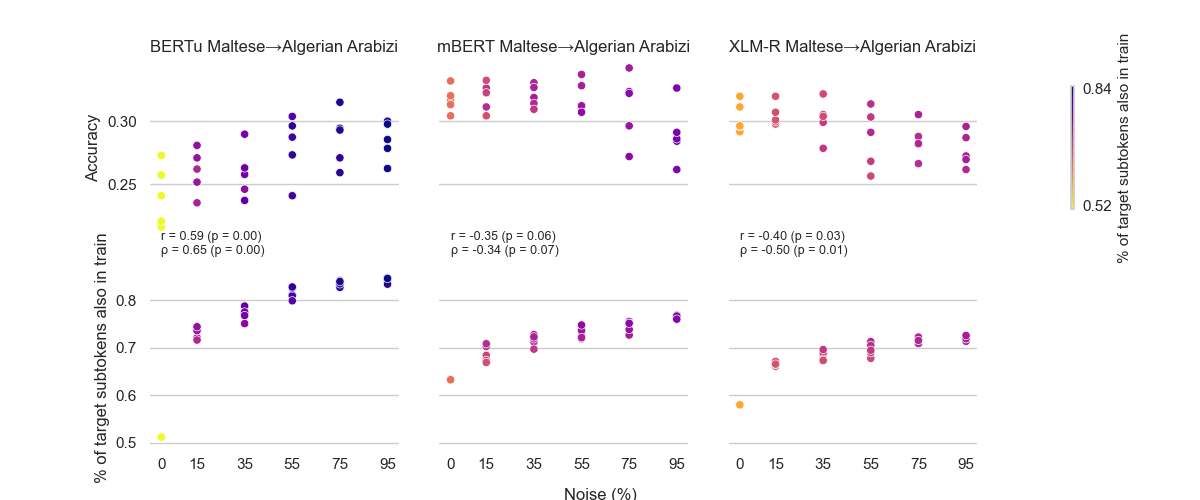 BERTu Maltese→Algerian Arabizi
mBERT Maltese→Algerian Arabizi
XLM-R Maltese→Algerian Arabizi
Accuracy
0.30
0.25
r = 0.59 (p = 0.00)
ρ = 0.65 (p = 0.00)
r = -0.35 (p = 0.06)
ρ = -0.34 (p = 0.07)
r = -0.40 (p = 0.03)
ρ = -0.50 (p = 0.01)
% of target subtokens also in train
0.8
0.7
0.6
0.5
0 15 35 55 75 95
0 15 35 55 75 95
0 15 35 55 75 95
Noise (%)
0.84
0.52
% of target subtokens also in train